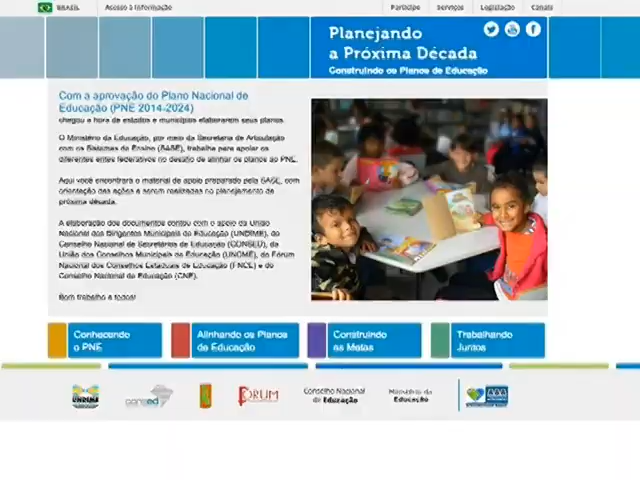 BRASIL Acesso à informação Participe Serviços Legislação Canais
Planejando
a Próxima Década
Construindo os Planos de Educação
Com a aprovação do Plano Nacional de
Educação (PNE 2014-2024)
chegou a hora de estados e municípios elaborarem seus planos.
O Ministério da Educação, por meio da Secretaria de Articulação
com os Sistemas de Ensino (SASE), trabalha para apoiar os
diferentes entes federativos no desafio de alinhar os planos ao PNE.
Aqui você encontrará o material de apoio preparado pela SASE, com
orientação das ações a serem realizadas no planejamento da
próxima década.
A elaboração dos documentos contou com o apoio da União
Nacional dos Dirigentes Municipais de Educação (UNDIME), do
Conselho Nacional de Secretários de Educação (CONSED), da
União dos Conselhos Municipais de Educação (UNCME), do Fórum
Nacional dos Conselhos Estaduais de Educação (FNCE) e do
Conselho Nacional de Educação (CNE).
Bom trabalho a todos!
Conhecendo
o PNE
Alinhando os Planos
de Educação
Construindo
as Metas
Trabalhando
Juntos
UNDIME
consed
FORUM
Conselho Nacional
de Educação
Ministério da
Educação